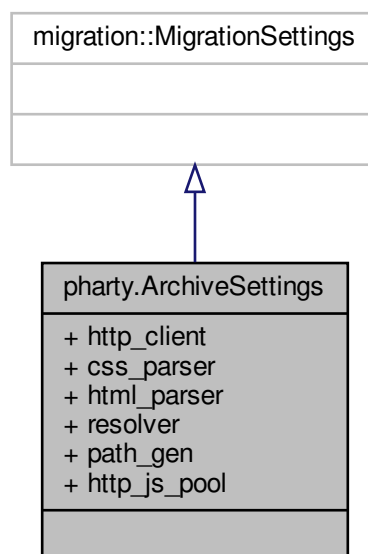 migration::MigrationSettings
pharty.ArchiveSettings
+ http_client
+ css_parser
+ html_parser
+ resolver
+ path_gen
+ http_js_pool